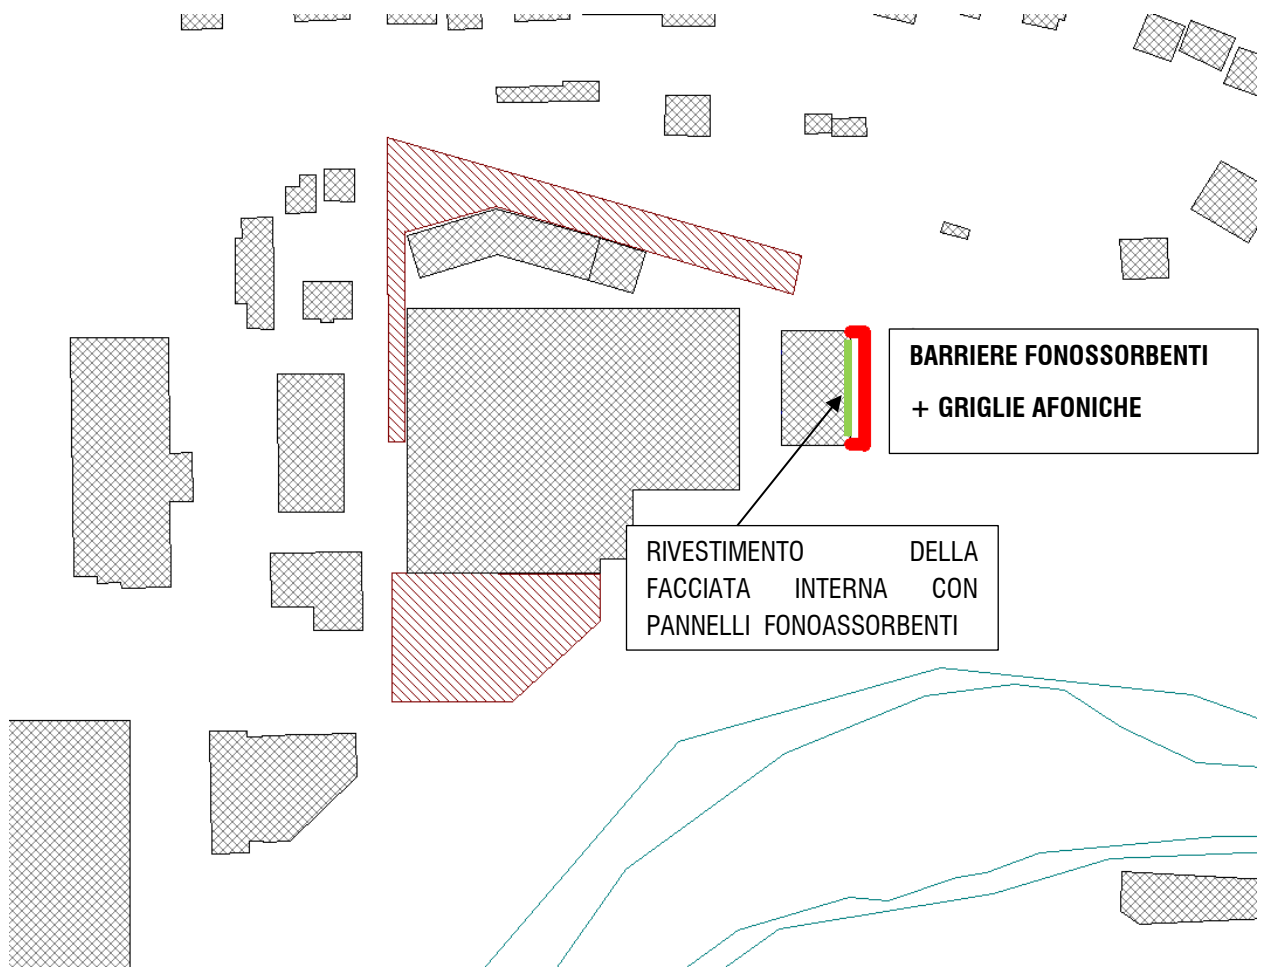 BARRIERE FONOSSORBENTI
+ GRIGLIE AFONICHE
RIVESTIMENTO DELLA
FACCIATA INTERNA CON
PANNELLI FONOASSORBENTI